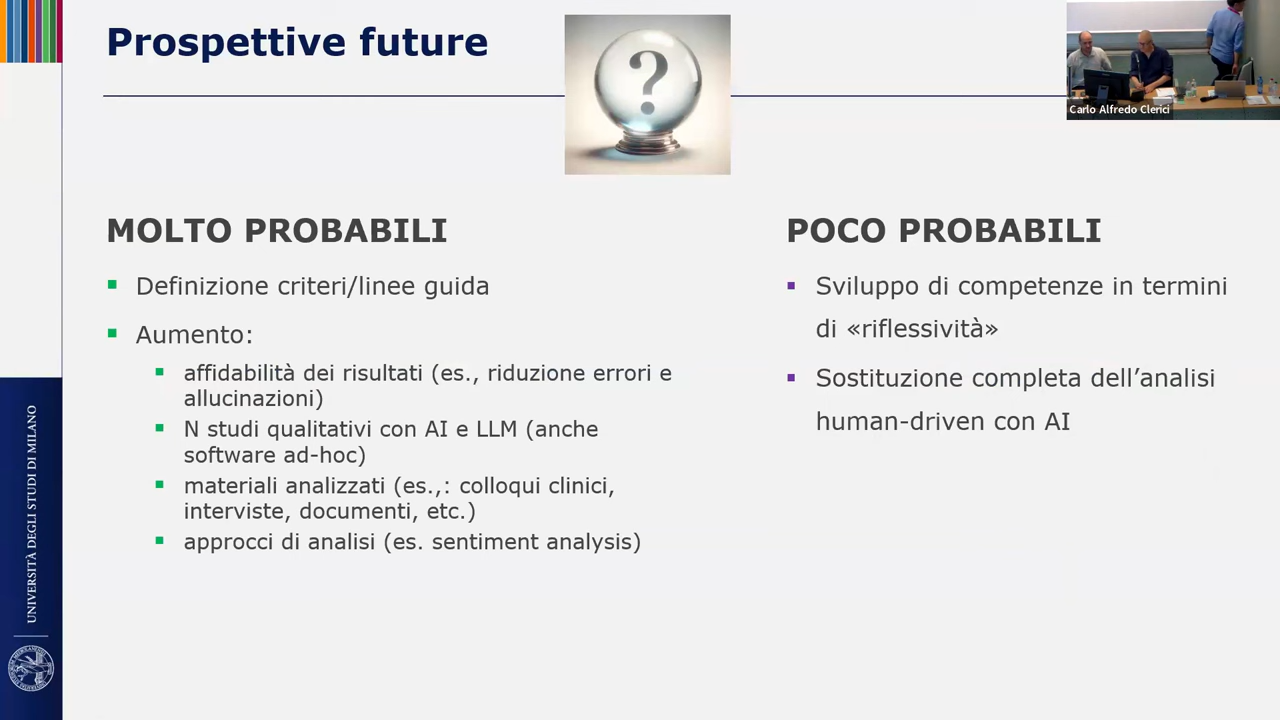 Prospettive future
?
Carlo Alfredo Clerici
MOLTO PROBABILI
Definizione criteri/linee guida
Aumento:
affidabilità dei risultati (es., riduzione errori e
allucinazioni)
N studi qualitativi con AI e LLM (anche
software ad-hoc)
materiali analizzati (es.,: colloqui clinici,
interviste, documenti, etc.)
approcci di analisi (es. sentiment analysis)
POCO PROBABILI
Sviluppo di competenze in termini
di «riflessività»
Sostituzione completa dell’analisi
human-driven con AI
UNIVERSITÀ DEGLI STUDI DI MILANO